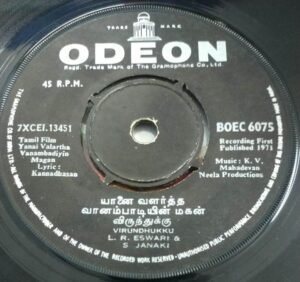 TRADE MARK
ODEON
Regd. Trade Mark of The Gramophone Co., Ltd.
45 R.P.M.
7XCEI.13451
Tamil Film
Yanai Valartha
Vanambadiyin
Magan
Lyric:
Kannadhasan
BOEC 6075
Recording First
Published 1971
Music: K. V.
Mahadevan
Neela Productions
யானை வளர்த்த
வானம்பாடியின் மகன்
விருந்துக்கு
VIRUNDHUKKU
L. R. ESWARI &
S JANAKI